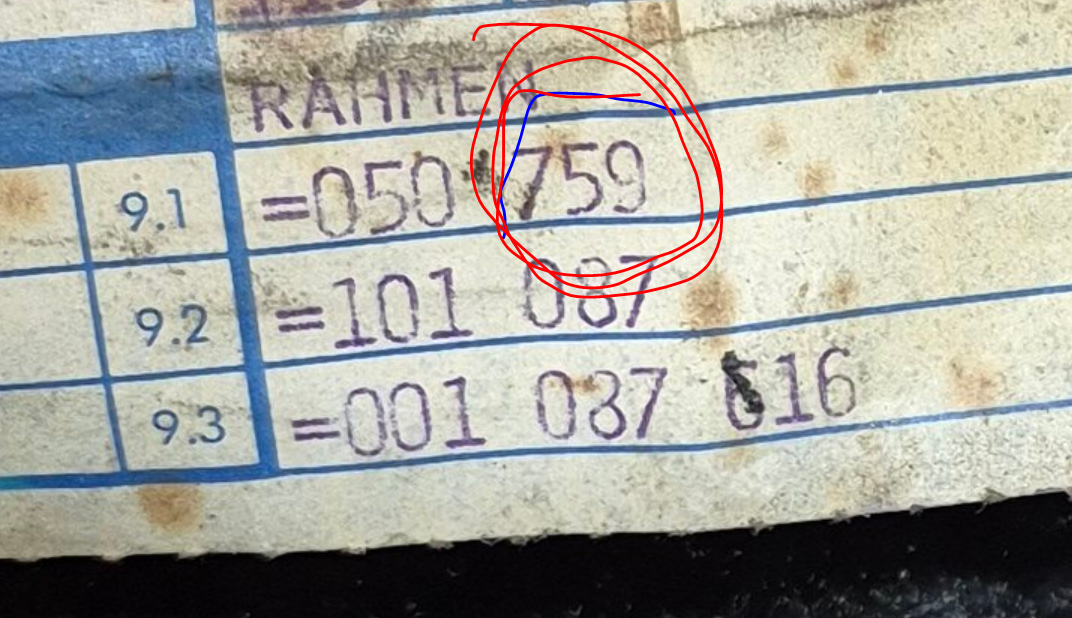 RAHMEN
9.1 =050 759
9.2 =101 087
9.3 =001 087 616